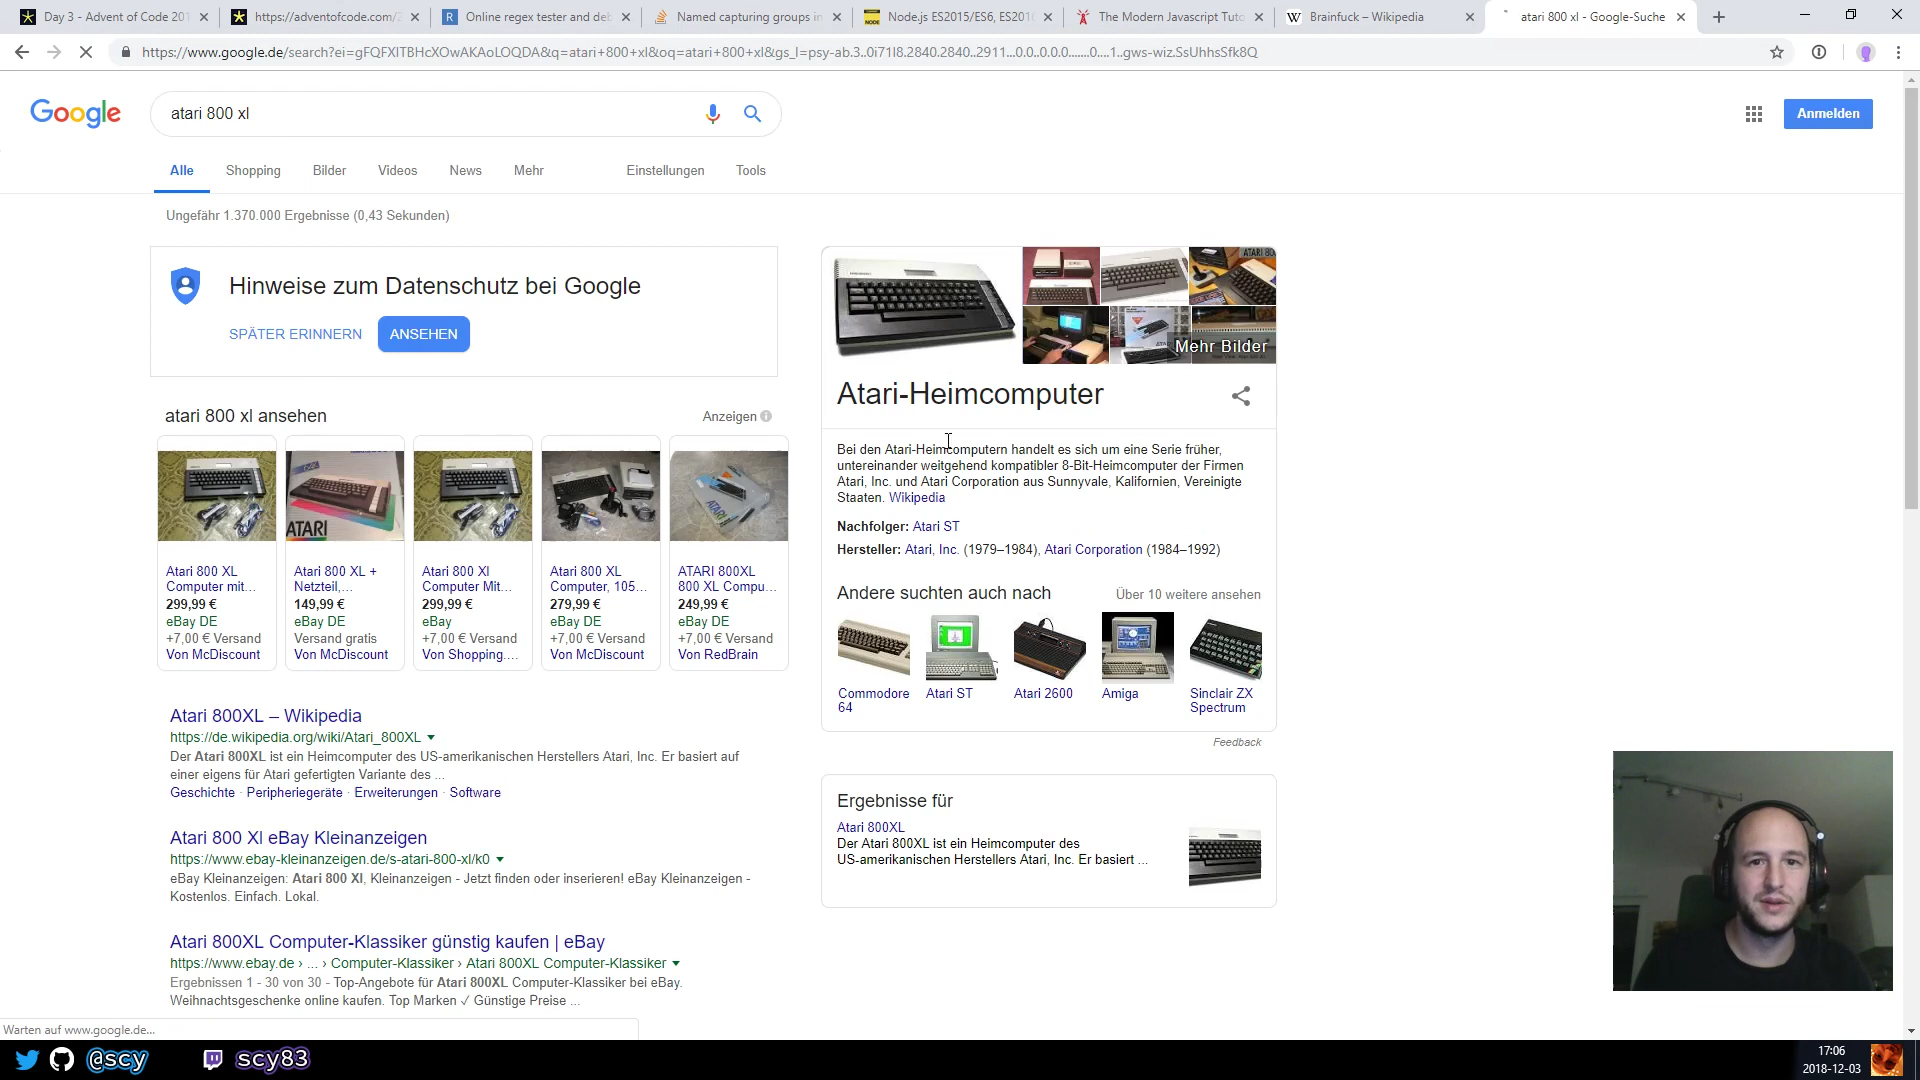 Day 3 - Advent of Code 201
https://adventofcode.com/2
Online regex tester and deb
Named capturing groups in
Node.js ES2015/ES6, ES2016
The Modern Javascript Tuto
Brainfuck – Wikipedia
atari 800 xl - Google-Suche
https://www.google.de/search?ei=gFQFXITBHcXOwAKAoLOQDA&q=atari+800+xl&oq=atari+800+xl&gs_l=psy-ab.3..0i71l8.2840.2840..2911...0.0..0.0.0.......0....1..gws-wiz.SsUhhsSfk8Q
Google
atari 800 xl
Anmelden
Alle
Shopping
Bilder
Videos
News
Mehr
Einstellungen
Tools
Ungefähr 1.370.000 Ergebnisse (0,43 Sekunden)
Hinweise zum Datenschutz bei Google
SPÄTER ERINNERN
ANSEHEN
atari 800 xl ansehen
Anzeigen
ATARI
Atari 800 XL
Computer mit...
299,99 €
eBay DE
+7,00 € Versand
Von McDiscount
Atari 800 XL +
Netzteil,...
149,99 €
eBay DE
Versand gratis
Von McDiscount
Atari 800 Xl
Computer Mit...
299,99 €
eBay
+7,00 € Versand
Von Shopping....
Atari 800 XL
Computer, 105...
279,99 €
eBay DE
+7,00 € Versand
Von McDiscount
ATARI 800XL
800 XL Compu...
249,99 €
eBay DE
+7,00 € Versand
Von RedBrain
Atari 800XL – Wikipedia
https://de.wikipedia.org/wiki/Atari_800XL
Der Atari 800XL ist ein Heimcomputer des US-amerikanischen Herstellers Atari, Inc. Er basiert auf
einer eigens für Atari gefertigten Variante des ...
Geschichte · Peripheriegeräte · Erweiterungen · Software
Atari 800 Xl eBay Kleinanzeigen
https://www.ebay-kleinanzeigen.de/s-atari-800-xl/k0
eBay Kleinanzeigen: Atari 800 Xl, Kleinanzeigen - Jetzt finden oder inserieren! eBay Kleinanzeigen -
Kostenlos. Einfach. Lokal.
Atari 800XL Computer-Klassiker günstig kaufen | eBay
https://www.ebay.de › ... › Computer-Klassiker › Atari 800XL Computer-Klassiker
Ergebnissen 1 - 30 von 30 - Top-Angebote für Atari 800XL Computer-Klassiker bei eBay.
Weihnachtsgeschenke online kaufen. Top Marken ✓ Günstige Preise ...
ATARI 80
Mehr Bilder
Atari-Heimcomputer
Bei den Atari-Heimcomputern handelt es sich um eine Serie früher,
untereinander weitgehend kompatibler 8-Bit-Heimcomputer der Firmen
Atari, Inc. und Atari Corporation aus Sunnyvale, Kalifornien, Vereinigte
Staaten. Wikipedia
Nachfolger: Atari ST
Hersteller: Atari, Inc. (1979–1984), Atari Corporation (1984–1992)
Andere suchten auch nach
Über 10 weitere ansehen
Commodore
64
Atari ST
Atari 2600
Amiga
Sinclair ZX
Spectrum
Feedback
Ergebnisse für
Atari 800XL
Der Atari 800XL ist ein Heimcomputer des
US-amerikanischen Herstellers Atari, Inc. Er basiert ...
Warten auf www.google.de...
@scy
scy83
17:06
2018-12-03